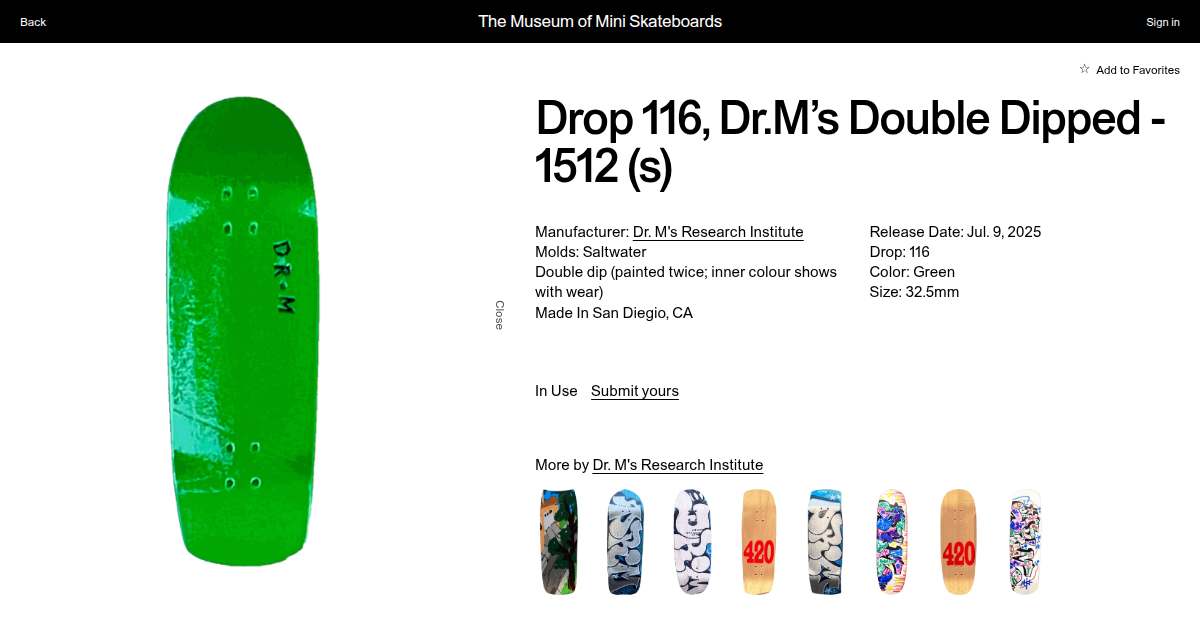 Back
The Museum of Mini Skateboards
Sign in
☆ Add to Favorites
DR-M
Close
Drop 116, Dr.M’s Double Dipped -
1512 (s)
Manufacturer: Dr. M's Research Institute
Molds: Saltwater
Double dip (painted twice; inner colour shows
with wear)
Made In San Diegio, CA
Release Date: Jul. 9, 2025
Drop: 116
Color: Green
Size: 32.5mm
In Use
Submit yours
More by Dr. M's Research Institute
420
420